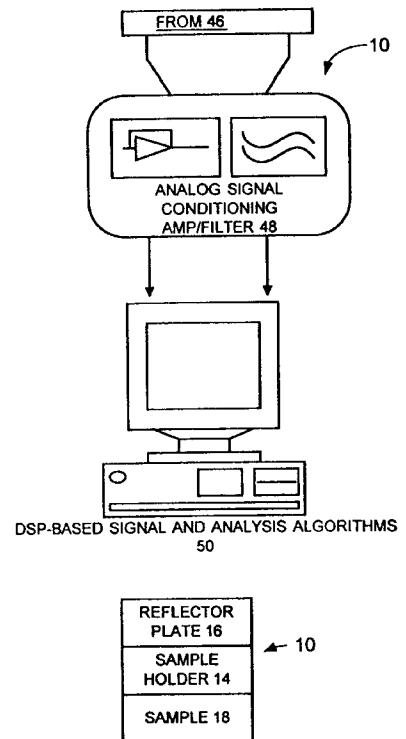 FROM 46
10
ANALOG SIGNAL
CONDITIONING
AMP/FILTER 48
DSP-BASED SIGNAL AND ANALYSIS ALGORITHMS
50
REFLECTOR
PLATE 16
10
SAMPLE
HOLDER 14
SAMPLE 18